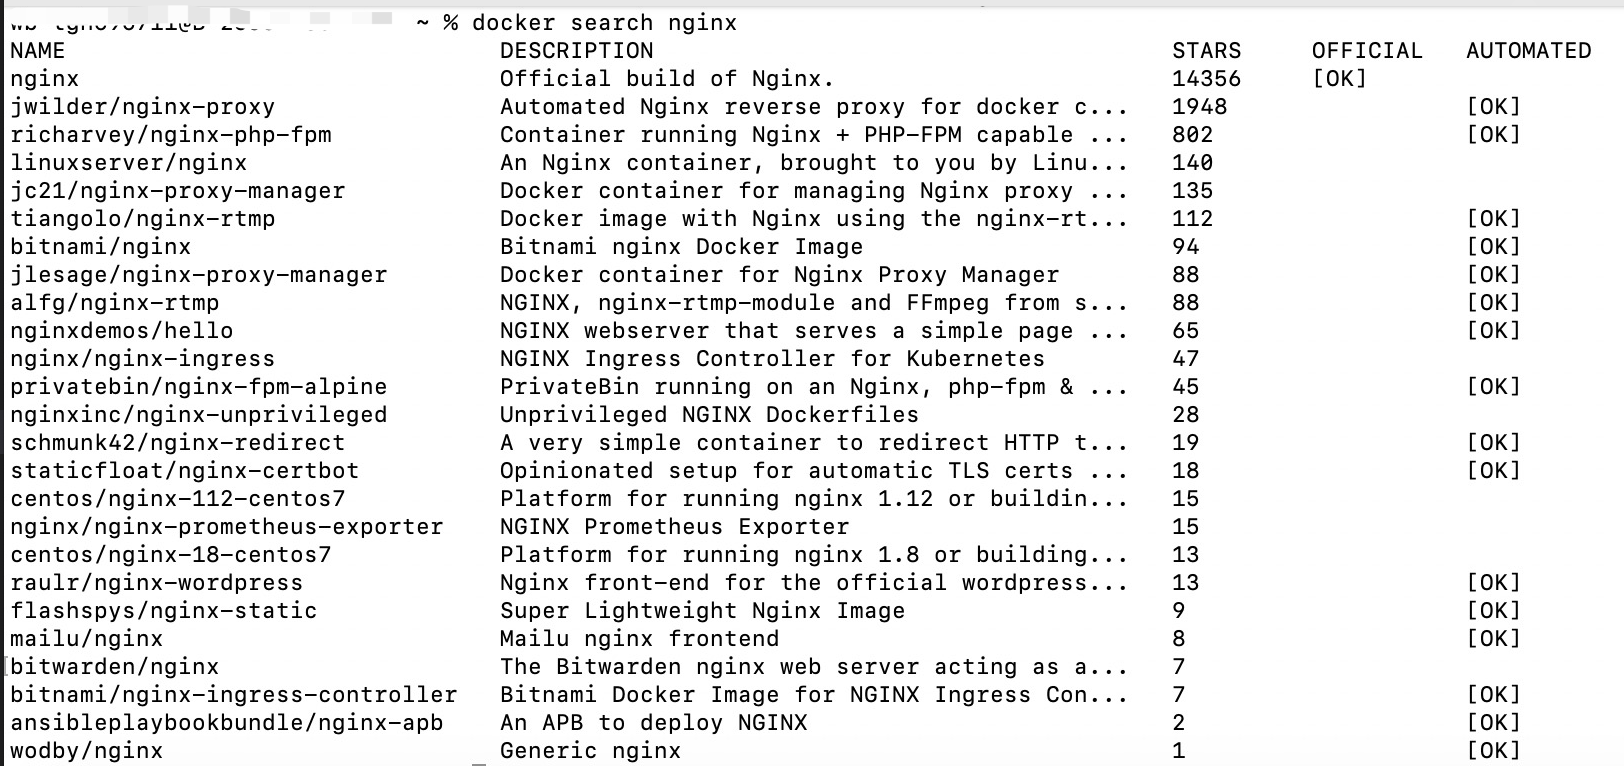 ~ % docker search nginx
NAME DESCRIPTION STARS OFFICIAL AUTOMATED
nginx Official build of Nginx. 14356 [OK]
jwilder/nginx-proxy Automated Nginx reverse proxy for docker c... 1948 [OK]
richarvey/nginx-php-fpm Container running Nginx + PHP-FPM capable ... 802 [OK]
linuxserver/nginx An Nginx container, brought to you by Linu... 140
jc21/nginx-proxy-manager Docker container for managing Nginx proxy ... 135
tiangolo/nginx-rtmp Docker image with Nginx using the nginx-rt... 112 [OK]
bitnami/nginx Bitnami nginx Docker Image 94 [OK]
jlesage/nginx-proxy-manager Docker container for Nginx Proxy Manager 88 [OK]
alfg/nginx-rtmp NGINX, nginx-rtmp-module and FFmpeg from s... 88 [OK]
nginxdemos/hello NGINX webserver that serves a simple page ... 65 [OK]
nginx/nginx-ingress NGINX Ingress Controller for Kubernetes 47
privatebin/nginx-fpm-alpine PrivateBin running on an Nginx, php-fpm & ... 45 [OK]
nginxinc/nginx-unprivileged Unprivileged NGINX Dockerfiles 28
schmunk42/nginx-redirect A very simple container to redirect HTTP t... 19 [OK]
staticfloat/nginx-certbot Opinionated setup for automatic TLS certs ... 18 [OK]
centos/nginx-112-centos7 Platform for running nginx 1.12 or buildin... 15
nginx/nginx-prometheus-exporter NGINX Prometheus Exporter 15
centos/nginx-18-centos7 Platform for running nginx 1.8 or building... 13
raulr/nginx-wordpress Nginx front-end for the official wordpress... 13 [OK]
flashspys/nginx-static Super Lightweight Nginx Image 9 [OK]
mailu/nginx Mailu nginx frontend 8 [OK]
bitwarden/nginx The Bitwarden nginx web server acting as a... 7
bitnami/nginx-ingress-controller Bitnami Docker Image for NGINX Ingress Con... 7 [OK]
ansibleplaybookbundle/nginx-apb An APB to deploy NGINX 2 [OK]
wodby/nginx Generic nginx 1 [OK]